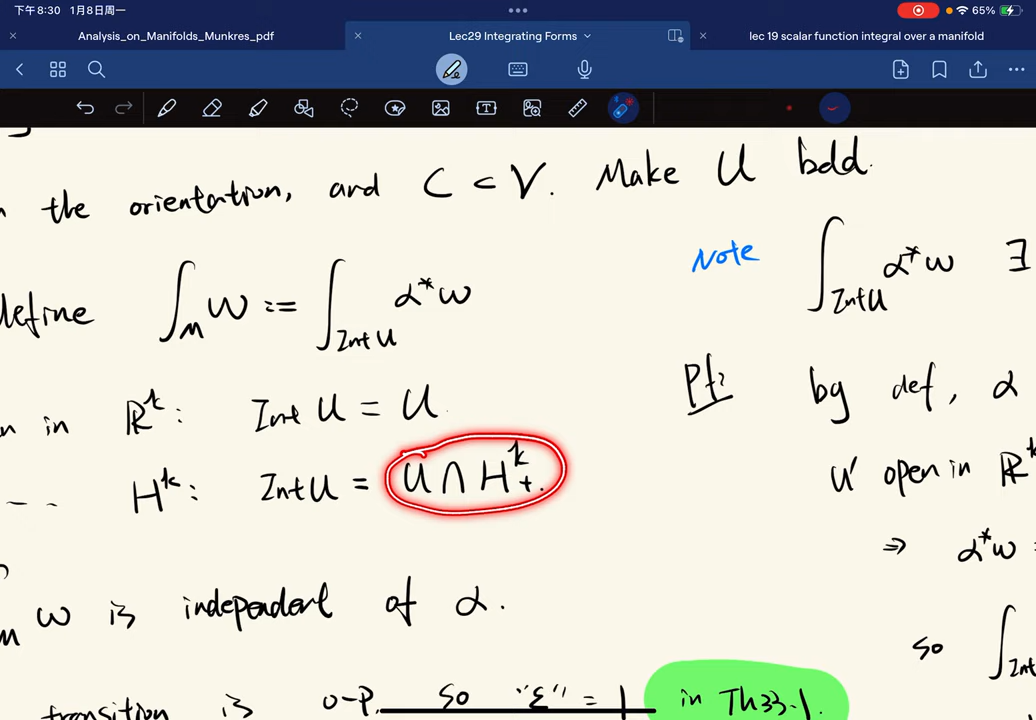 下午8:30 1月8日周一
65%
Analysis_on_Manifolds_Munkres_pdf
Lec29 Integrating Forms
lec 19 scalar function integral over a manifold
the orientation, and C ⊂ V. Make U bdd.
define ∫_M ω := ∫_{Int U} α*ω
in ℝ^k: Int U = U
-- H^k: Int U = U ∩ H^k_+.
ω is independent of α.
transition is o-p. so "ε" = 1 in Th33.1.
Note ∫_{Int U} α*ω ∃
Pf: by def, α
U' open in ℝ^k
⇒ α*ω =
so ∫_{Int